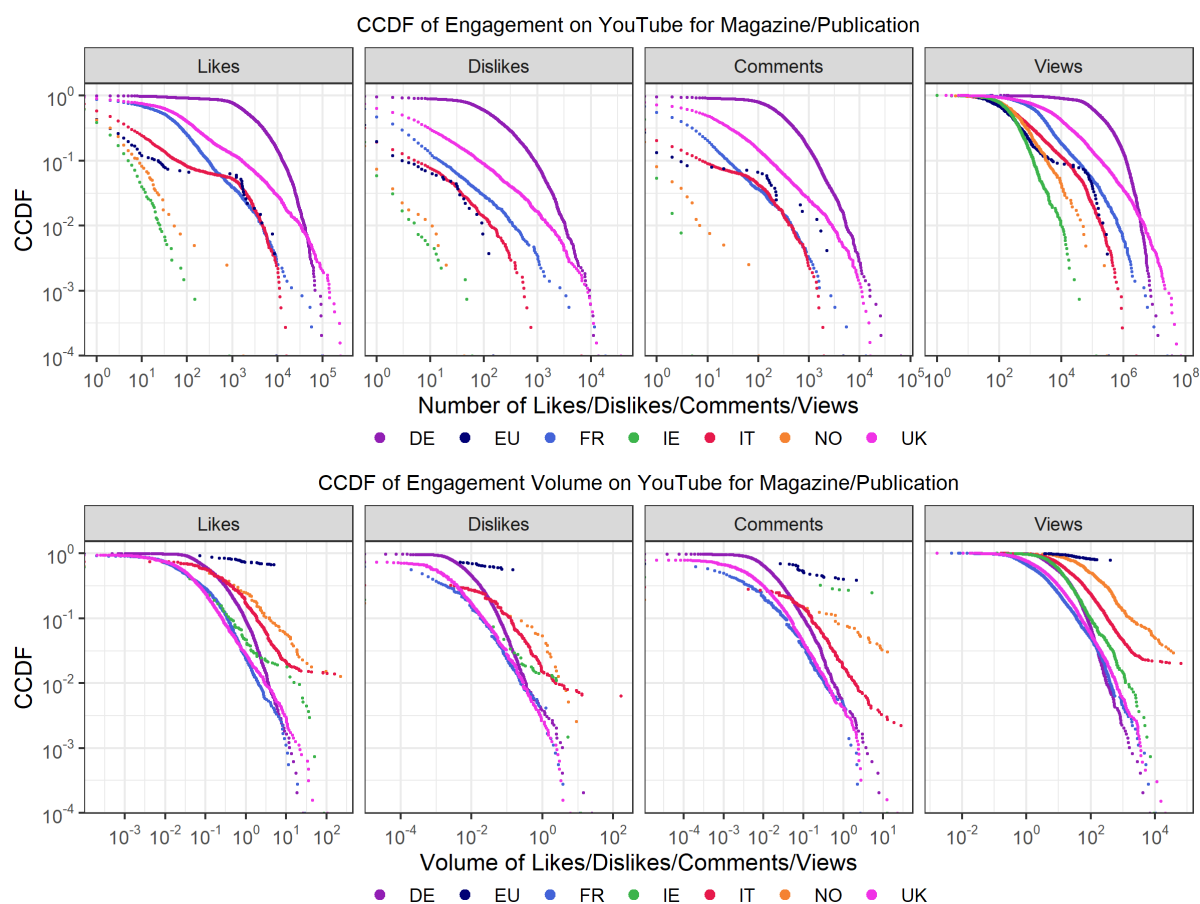 CCDF of Engagement on YouTube for Magazine/Publication
Likes Dislikes Comments Views
CCDF
10^0
10^-1
10^-2
10^-3
10^-4
10^0 10^1 10^2 10^3 10^4 10^5 10^0 10^1 10^2 10^3 10^4 10^0 10^1 10^2 10^3 10^4 10^5 10^0 10^2 10^4 10^6 10^8
Number of Likes/Dislikes/Comments/Views
DE EU FR IE IT NO UK
CCDF of Engagement Volume on YouTube for Magazine/Publication
Likes Dislikes Comments Views
CCDF
10^0
10^-1
10^-2
10^-3
10^-4
10^-3 10^-2 10^-1 10^0 10^1 10^-4 10^-2 10^0 10^2 10^-4 10^-3 10^-2 10^-1 10^0 10^1 10^-2 10^0 10^2 10^4
Volume of Likes/Dislikes/Comments/Views
DE EU FR IE IT NO UK